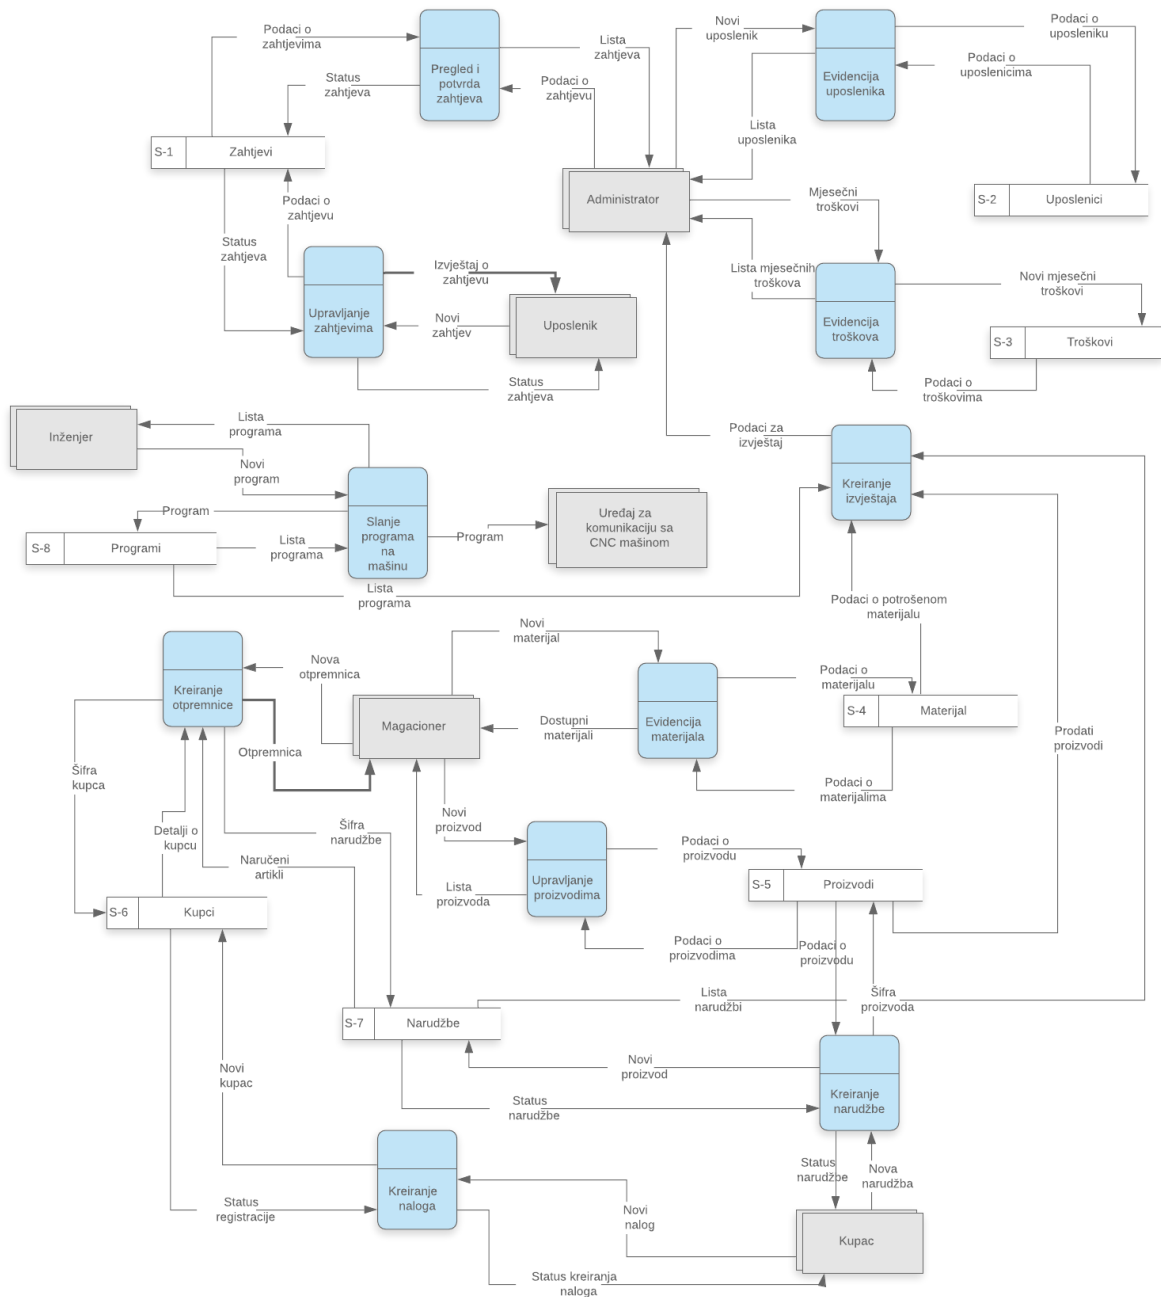 Podaci o
zahtjevima
Lista
zahtjeva
Novi
uposlenik
Podaci o
uposleniku
Pregled i
potvrda
zahtjeva
Status
zahtjeva
Podaci o
zahtjevu
Evidencija
uposlenika
Podaci o
uposlenicima
Lista
uposlenika
S-1
Zahtjevi
Podaci o
zahtjevu
Administrator
Mjesečni
troškovi
S-2
Uposlenici
Status
zahtjeva
Izvještaj o
zahtjevu
Lista mjesečnih
troškova
Novi mjesečni
troškovi
Upravljanje
zahtjevima
Novi
zahtjev
Uposlenik
Evidencija
troškova
S-3
Troškovi
Status
zahtjeva
Podaci o
troškovima
Inženjer
Lista
programa
Podaci za
izvještaj
Novi
program
Kreiranje
izvještaja
Program
Slanje
programa
na
mašinu
Uređaj za
komunikaciju sa
CNC mašinom
Program
S-8
Programi
Lista
programa
Lista
programa
Podaci o potrošenom
materijalu
Novi
materijal
Nova
otpremnica
Kreiranje
otpremnice
Podaci o
materijalu
Magacioner
Dostupni
materijali
Evidencija
materijala
S-4
Materijal
Otpremnica
Prodati
proizvodi
Šifra
kupca
Podaci o
materijalima
Novi
proizvod
Detalji o
kupcu
Šifra
narudžbe
Podaci o
proizvodu
Naručeni
artikli
Lista
proizvoda
Upravljanje
proizvodima
S-5
Proizvodi
S-6
Kupci
Podaci o
proizvodima
Podaci o
proizvodu
Lista
narudžbi
Šifra
proizvoda
S-7
Narudžbe
Novi
kupac
Novi
proizvod
Status
narudžbe
Kreiranje
narudžbe
Status
narudžbe
Nova
narudžba
Kreiranje
naloga
Status
registracije
Novi
nalog
Kupac
Status kreiranja
naloga